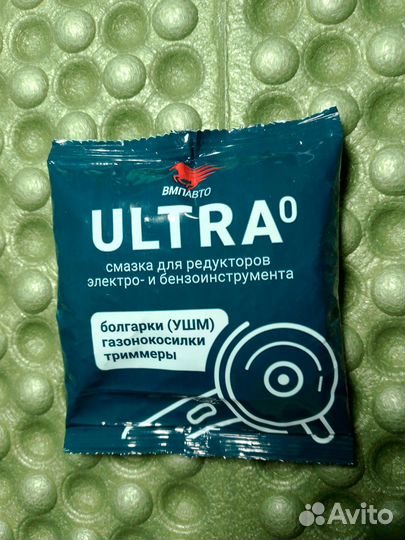 ВМПАВТО
ULTRA⁰
смазка для редукторов
электро- и бензоинструмента
болгарки (УШМ)
газонокосилки
триммеры
Avito